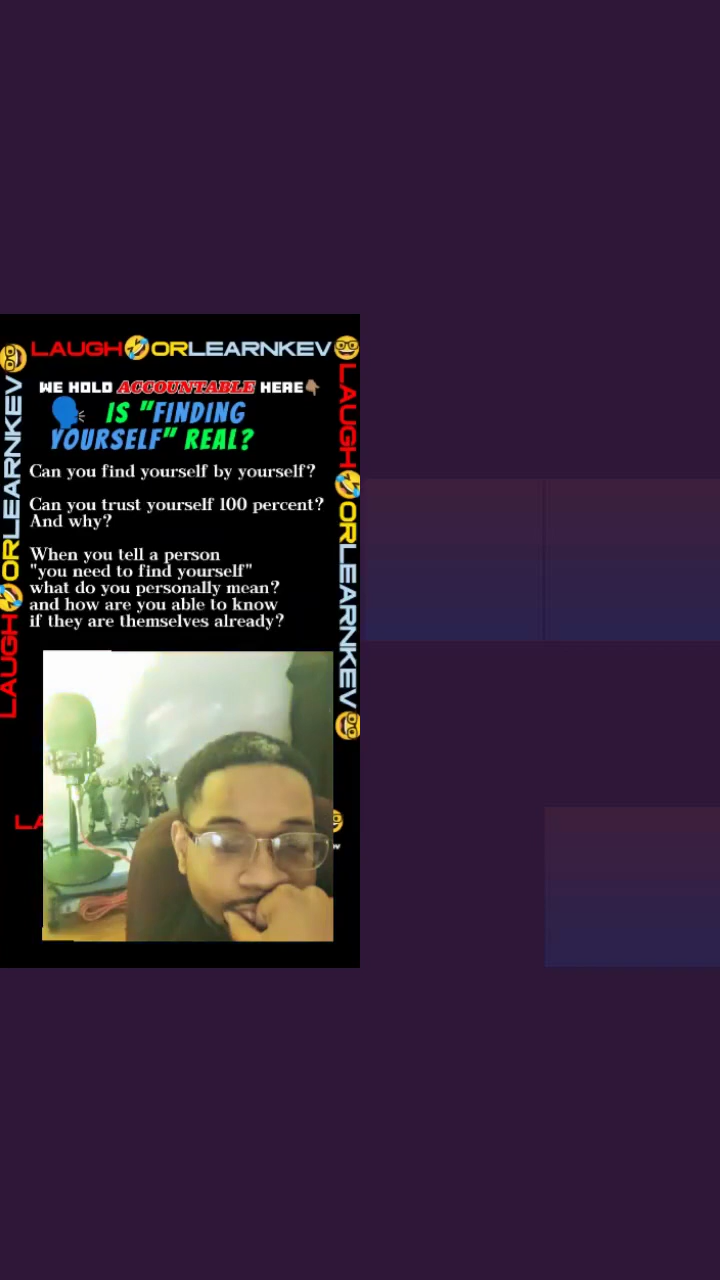 LAUGH🤣ORLEARNKEV🤓
WE HOLD ACCOUNTABLE HERE👇🏽
🗣️ IS "FINDING
YOURSELF" REAL?
Can you find yourself by yourself?
Can you trust yourself 100 percent?
And why?
When you tell a person
"you need to find yourself"
what do you personally mean?
and how are you able to know
if they are themselves already?
LAUGH🤣ORLEARNKEV🤓
LAUGH🤣ORLEARNKEV🤓
LA